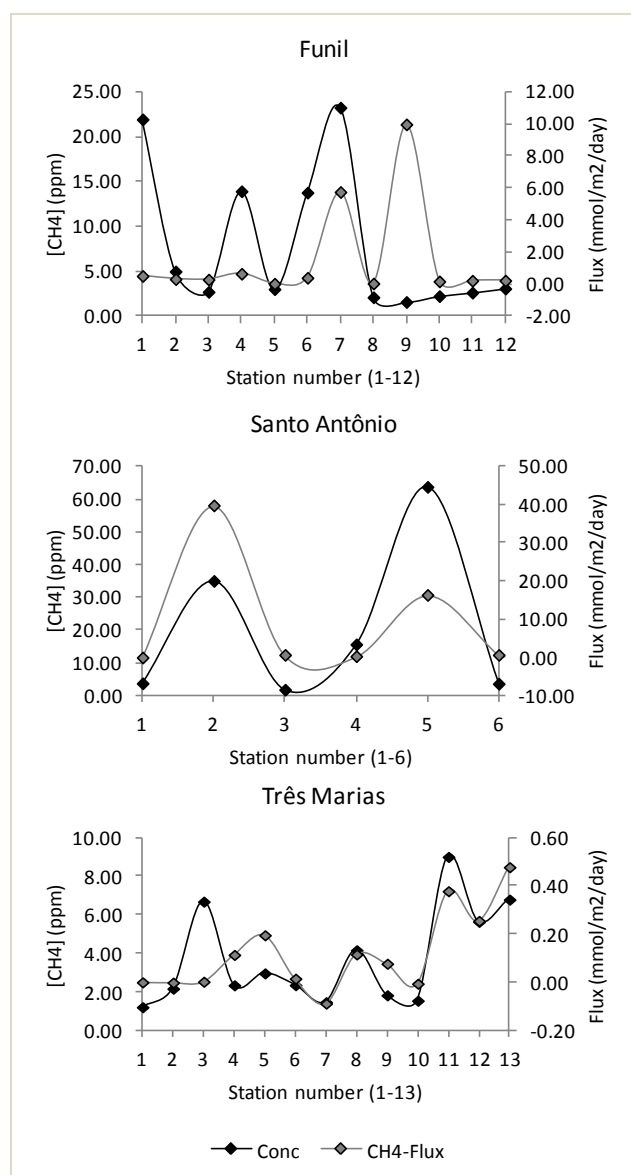 Funil
25.00
20.00
15.00
10.00
5.00
0.00
[CH4] (ppm)
12.00
10.00
8.00
6.00
4.00
2.00
0.00
-2.00
Flux (mmol/m2/day)
1 2 3 4 5 6 7 8 9 10 11 12
Station number (1-12)
Santo Antônio
70.00
60.00
50.00
40.00
30.00
20.00
10.00
0.00
[CH4] (ppm)
50.00
40.00
30.00
20.00
10.00
0.00
-10.00
Flux (mmol/m2/day)
1 2 3 4 5 6
Station number (1-6)
Três Marias
10.00
8.00
6.00
4.00
2.00
0.00
[CH4] (ppm)
0.60
0.40
0.20
0.00
-0.20
Flux (mmol/m2/day)
1 2 3 4 5 6 7 8 9 10 11 12 13
Station number (1-13)
Conc CH4-Flux